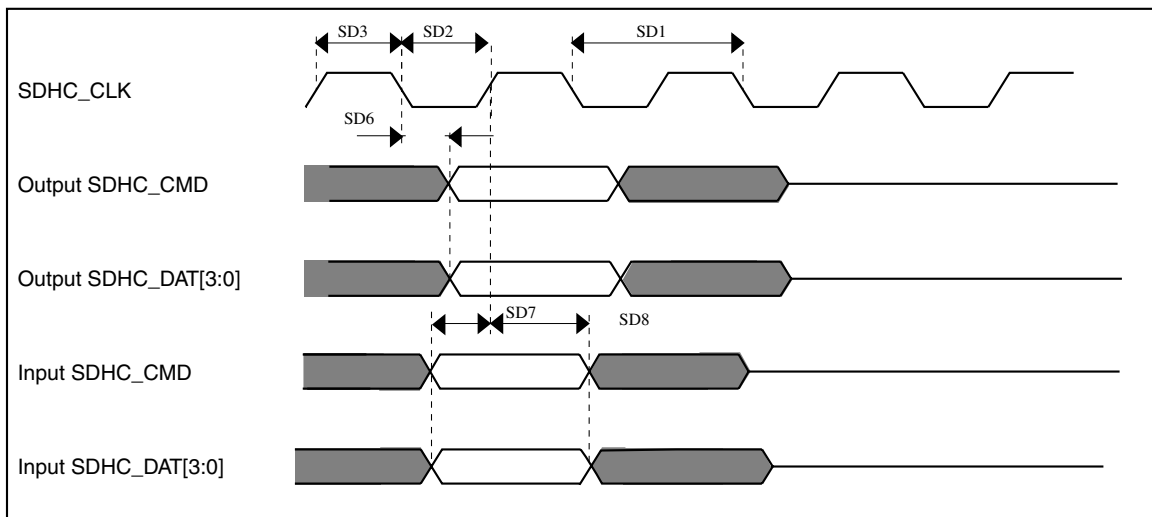 SD3 SD2 SD1
SDHC_CLK
SD6
Output SDHC_CMD
Output SDHC_DAT[3:0]
SD7 SD8
Input SDHC_CMD
Input SDHC_DAT[3:0]